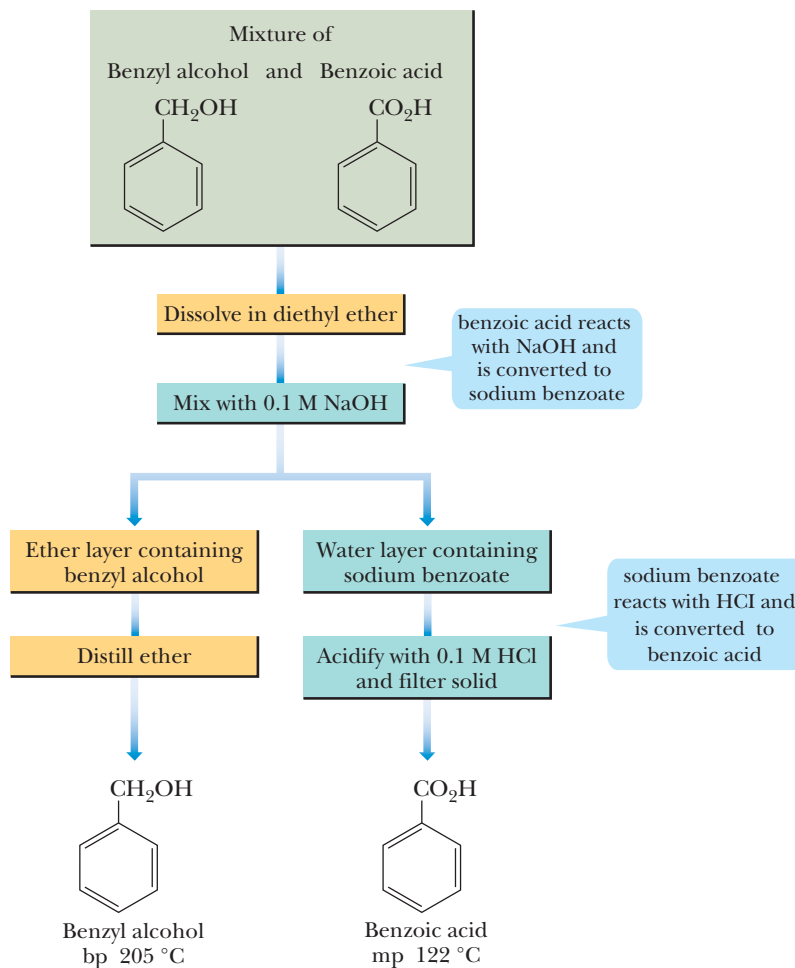 Mixture of
Benzyl alcohol and Benzoic acid
CH₂OH
CO₂H
Dissolve in diethyl ether
benzoic acid reacts
with NaOH and
is converted to
sodium benzoate
Mix with 0.1 M NaOH
Ether layer containing
benzyl alcohol
Water layer containing
sodium benzoate
sodium benzoate
reacts with HCI and
is converted to
benzoic acid
Distill ether
Acidify with 0.1 M HCl
and filter solid
CH₂OH
CO₂H
Benzyl alcohol
bp 205 °C
Benzoic acid
mp 122 °C